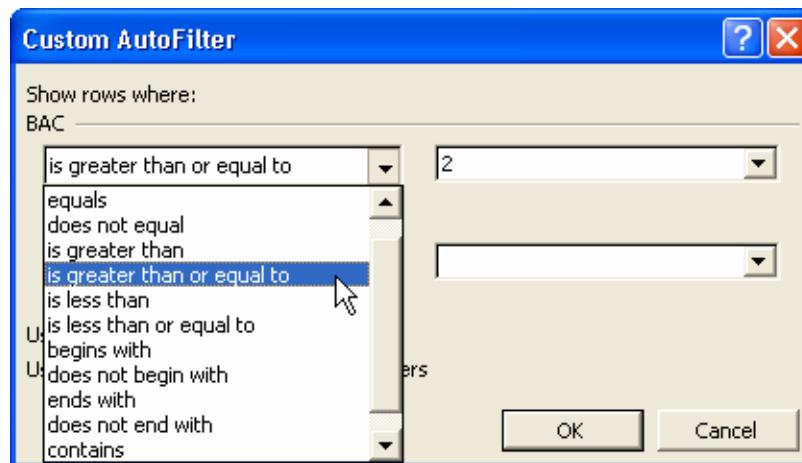 Custom AutoFilter
Show rows where:
BAC
is greater than or equal to
2
equals
does not equal
is greater than
is greater than or equal to
is less than
is less than or equal to
begins with
does not begin with
ends with
does not end with
contains
OK
Cancel